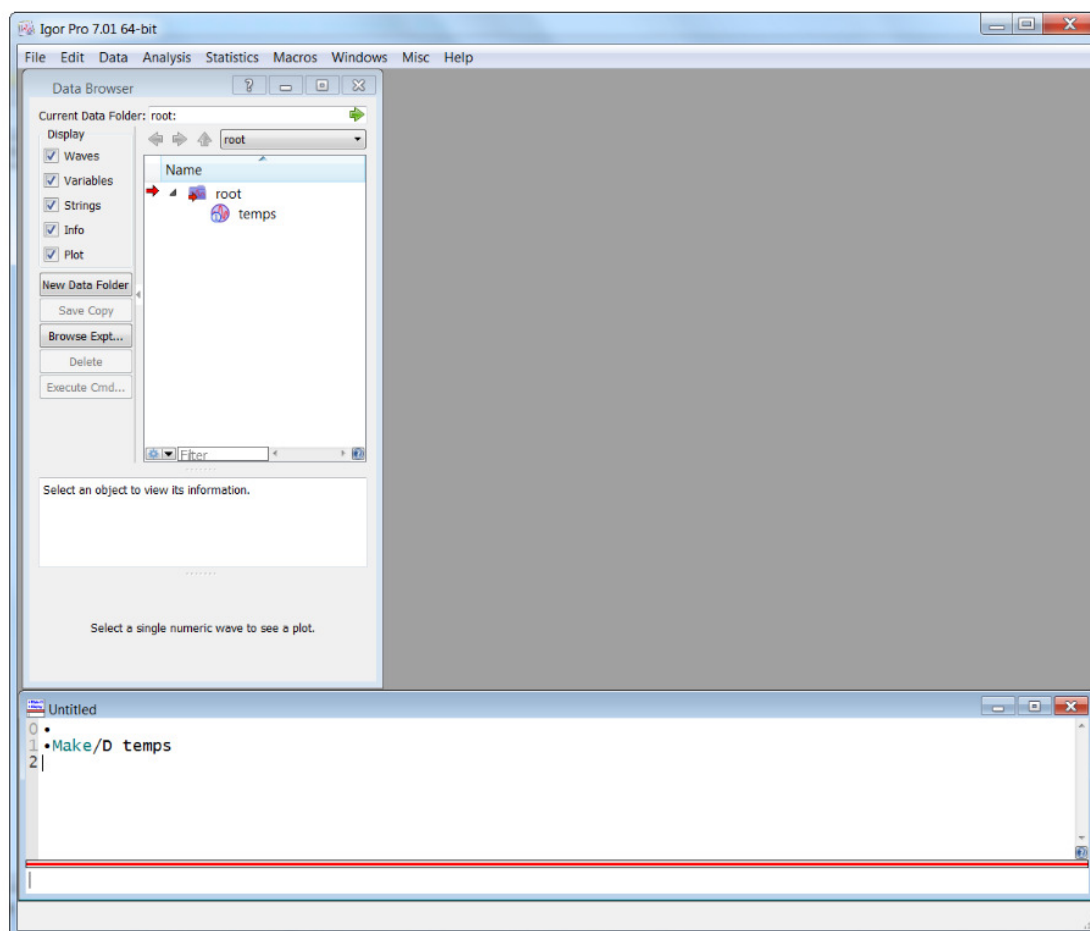 Igor Pro 7.01 64-bit
File Edit Data Analysis Statistics Macros Windows Misc Help
Data Browser
Current Data Folder: root:
Display
root
Waves
Name
Variables
root
Strings
temps
Info
Plot
New Data Folder
Save Copy
Browse Expt...
Delete
Execute Cmd...
Filter
Select an object to view its information.
Select a single numeric wave to see a plot.
Untitled
0 •
1 •Make/D temps
2